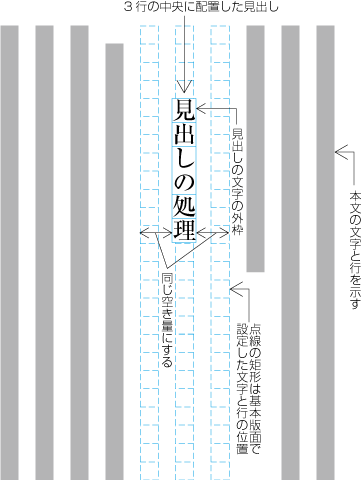 3行の中央に配置した見出し
見出しの処理
見出しの文字の外枠
本文の文字と行を示す
同じ空き量にする
点線の矩形は基本版面で
設定した文字と行の位置